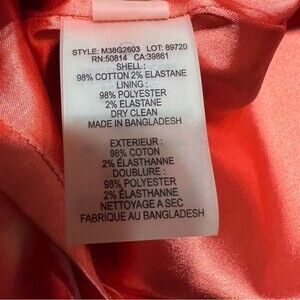 STYLE: M38G2603 LOT: 69720
RN:50814 CA:39861
SHELL :
98% COTTON 2% ELASTANE
LINING :
98% POLYESTER
2% ELASTANE
DRY CLEAN
MADE IN BANGLADESH
EXTERIEUR :
98% COTON
2% ÉLASTHANNE
DOUBLURE :
98% POLYESTER
2% ÉLASTHANNE
NETTOYAGE A SEC
FABRIQUE AU BANGLADESH